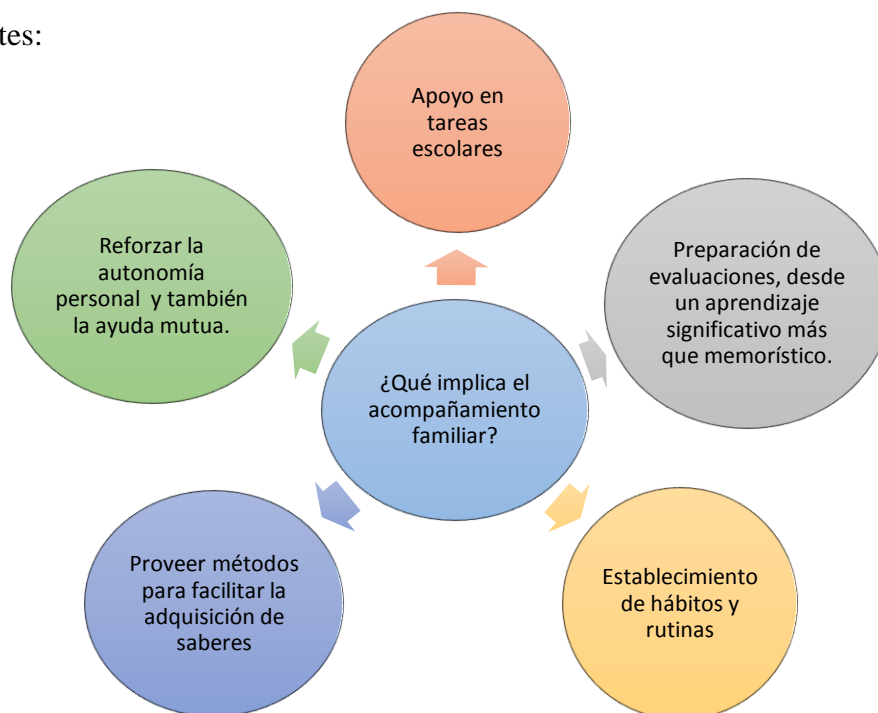 tes:
Apoyo en
tareas
escolares
Reforzar la
autonomía
personal y también
la ayuda mutua.
Preparación de
evaluaciones, desde
un aprendizaje
significativo más
que memorístico.
¿Qué implica el
acompañamiento
familiar?
Proveer métodos
para facilitar la
adquisición de
saberes
Establecimiento
de hábitos y
rutinas